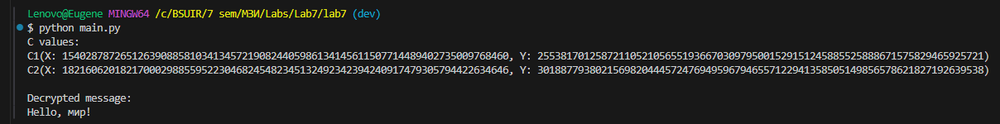 Lenovo@Eugene MINGW64 /c/BSUIR/7 sem/МЗИ/Labs/Lab7/lab7 (dev)
$ python main.py
C values:
C1(X: 15402878726512639088581034134572190824405986134145611507714489402735009768460, Y: 25538170125872110521056551936670309795001529151245885525888671575829465925721)
C2(X: 18216062018217000298855952230468245482345132492342394240917479305794422634646, Y: 30188779380215698204445724769495967946557122941358505149856578621827192639538)
Decrypted message:
Hello, мир!